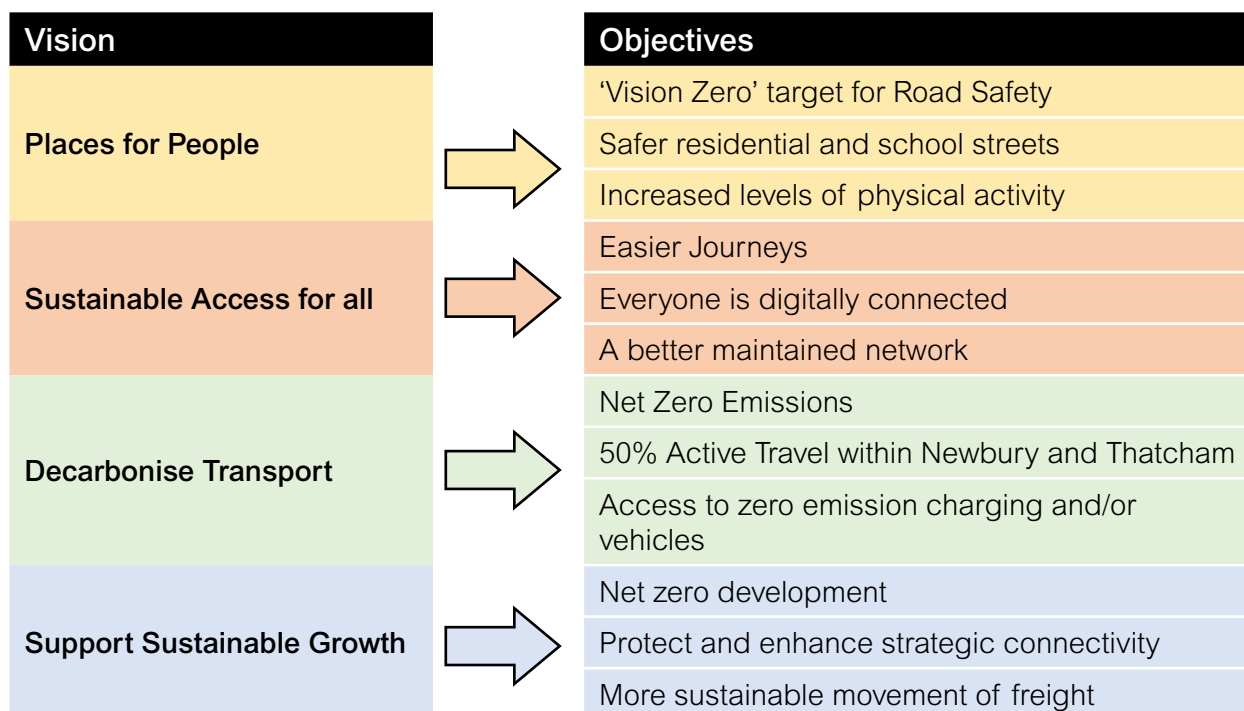 Vision
Objectives
Places for People
‘Vision Zero’ target for Road Safety
Safer residential and school streets
Increased levels of physical activity
Sustainable Access for all
Easier Journeys
Everyone is digitally connected
A better maintained network
Decarbonise Transport
Net Zero Emissions
50% Active Travel within Newbury and Thatcham
Access to zero emission charging and/or
vehicles
Support Sustainable Growth
Net zero development
Protect and enhance strategic connectivity
More sustainable movement of freight